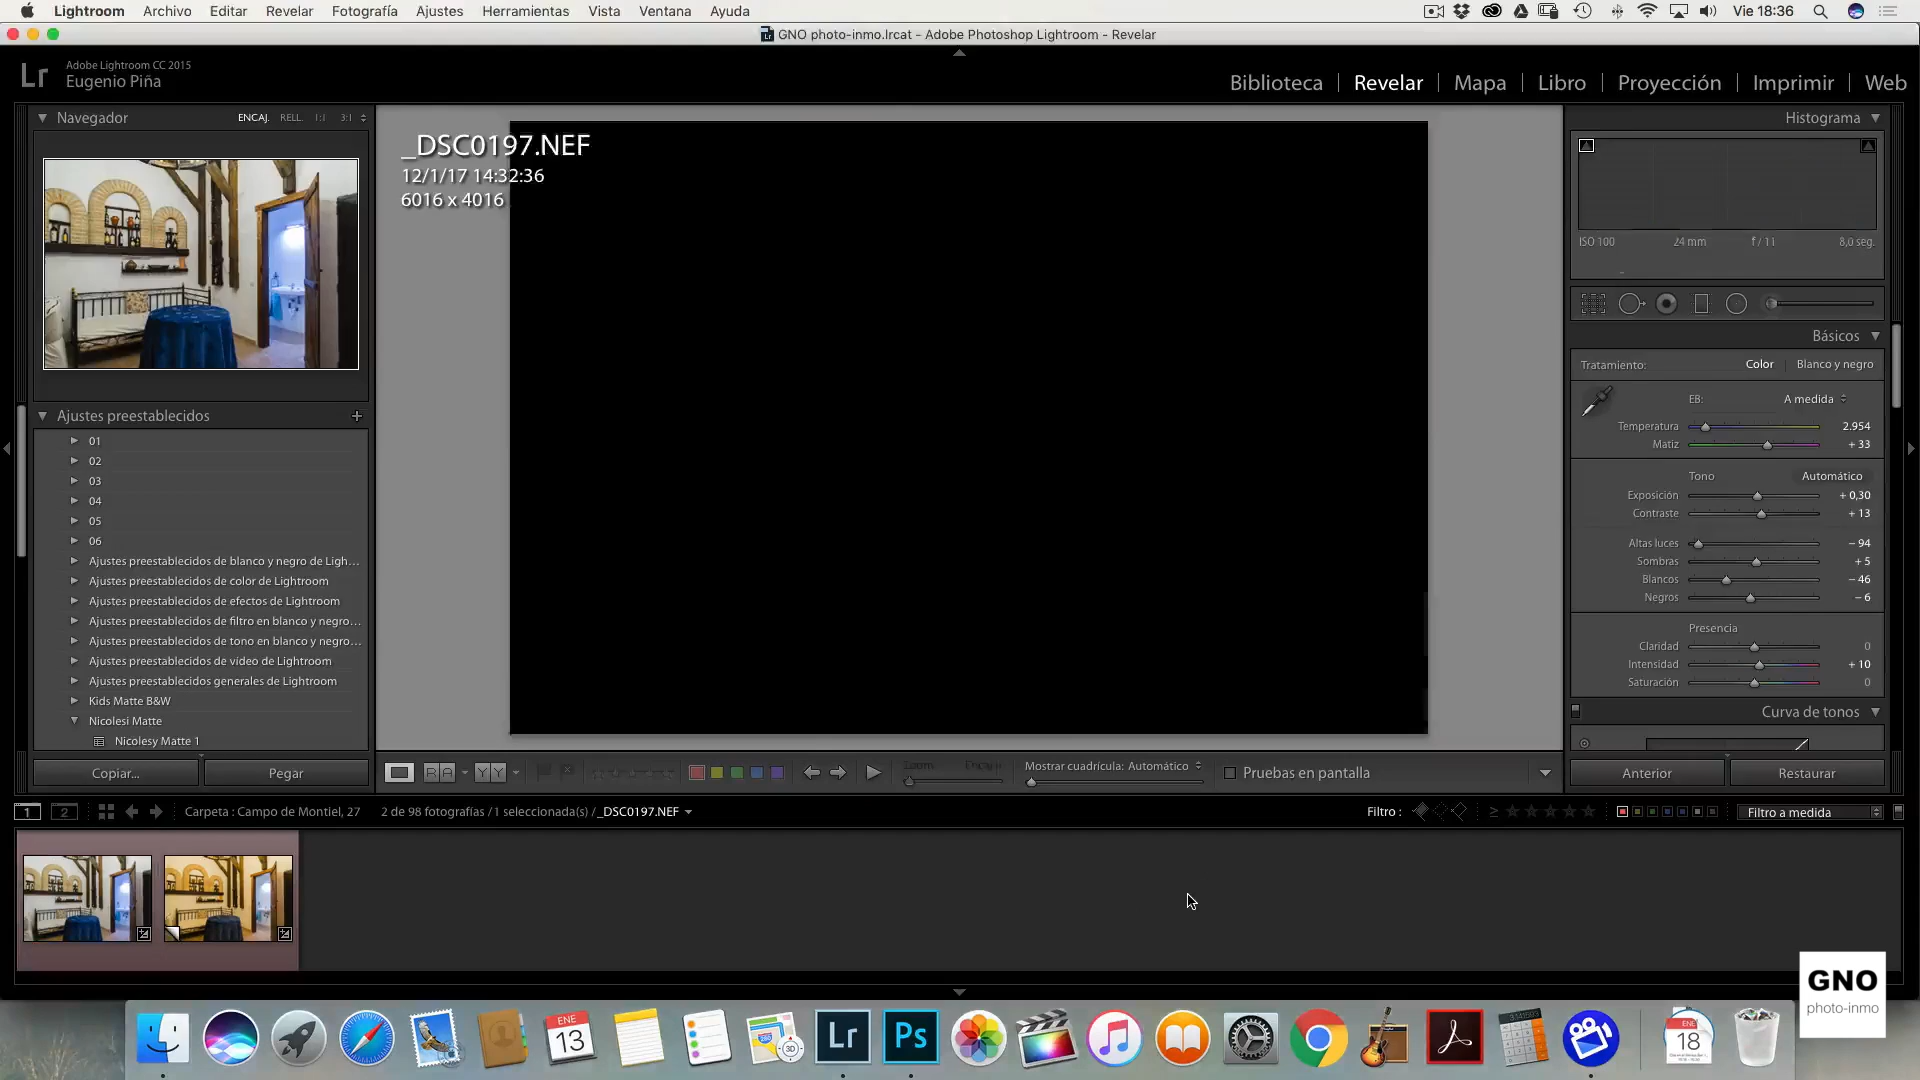 Lightroom Archivo Editar Revelar Fotografía Ajustes Herramientas Vista Ventana Ayuda Vie 18:36
GNO photo-inmo.lrcat - Adobe Photoshop Lightroom - Revelar
Lr Adobe Lightroom CC 2015
Eugenio Piña
Biblioteca | Revelar | Mapa | Libro | Proyección | Imprimir | Web
Navegador ENCAJ. RELL. 1:1 3:1
_DSC0197.NEF
12/1/17 14:32:36
6016 x 4016
Ajustes preestablecidos +
01
02
03
04
05
06
Ajustes preestablecidos de blanco y negro de Ligh...
Ajustes preestablecidos de color de Lightroom
Ajustes preestablecidos de efectos de Lightroom
Ajustes preestablecidos de filtro en blanco y negro...
Ajustes preestablecidos de tono en blanco y negro...
Ajustes preestablecidos de vídeo de Lightroom
Ajustes preestablecidos generales de Lightroom
Kids Matte B&W
Nicolesi Matte
Nicolesy Matte 1
Copiar... Pegar
Histograma
ISO 100 24 mm f / 11 8,0 seg.
Básicos
Tratamiento: Color | Blanco y negro
EB: A medida
Temperatura 2.954
Matiz + 33
Tono Automático
Exposición + 0,30
Contraste + 13
Altas luces − 94
Sombras + 5
Blancos − 46
Negros − 6
Presencia
Claridad 0
Intensidad + 10
Saturación 0
Curva de tonos
Anterior Restaurar
RA YY Zoom Encajar Mostrar cuadrícula: Automático Pruebas en pantalla
1 2 Carpeta : Campo de Montiel, 27 2 de 98 fotografías /1 seleccionada(s) /_DSC0197.NEF Filtro : ≥ Filtro a medida
GNO
photo-inmo
ENE
13
280
3D
Lr
Ps
ENE
18